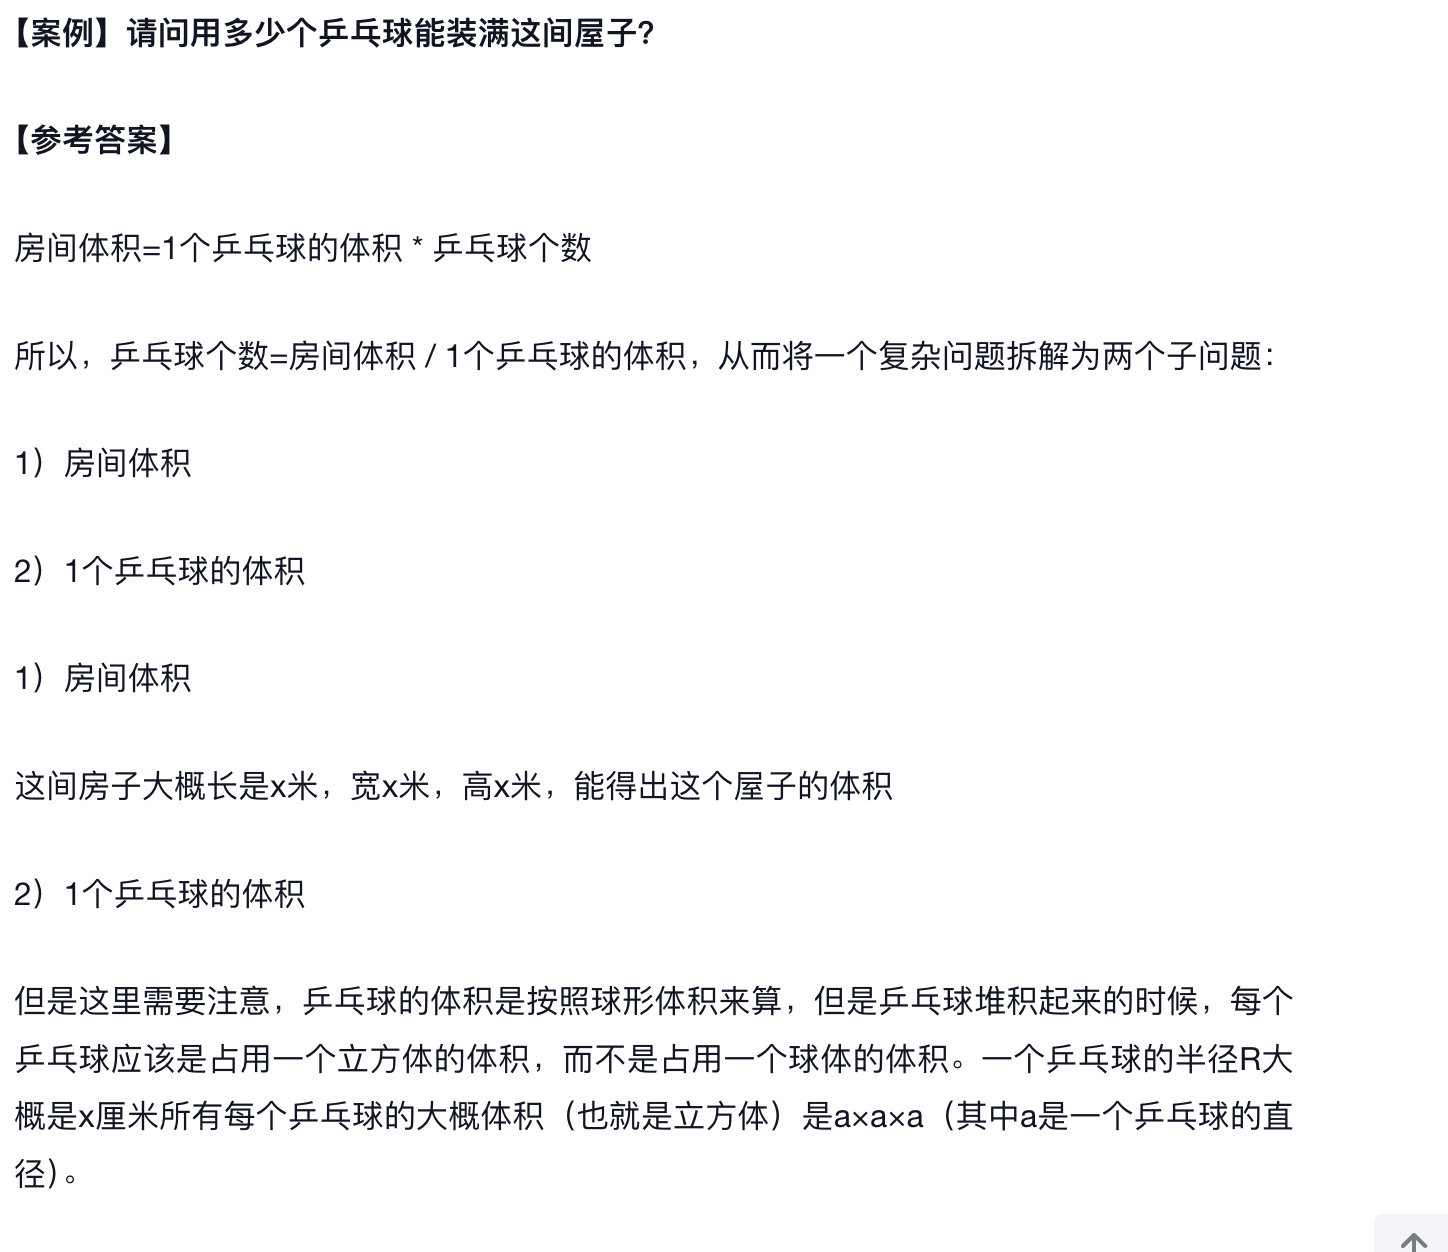 【案例】请问用多少个乒乓球能装满这间屋子?
【参考答案】
房间体积=1个乒乓球的体积 * 乒乓球个数
所以，乒乓球个数=房间体积 / 1个乒乓球的体积，从而将一个复杂问题拆解为两个子问题：
1）房间体积
2）1个乒乓球的体积
1）房间体积
这间房子大概长是x米，宽x米，高x米，能得出这个屋子的体积
2）1个乒乓球的体积
但是这里需要注意，乒乓球的体积是按照球形体积来算，但是乒乓球堆积起来的时候，每个
乒乓球应该是占用一个立方体的体积，而不是占用一个球体的体积。一个乒乓球的半径R大
概是x厘米所有每个乒乓球的大概体积（也就是立方体）是a×a×a（其中a是一个乒乓球的直
径）。